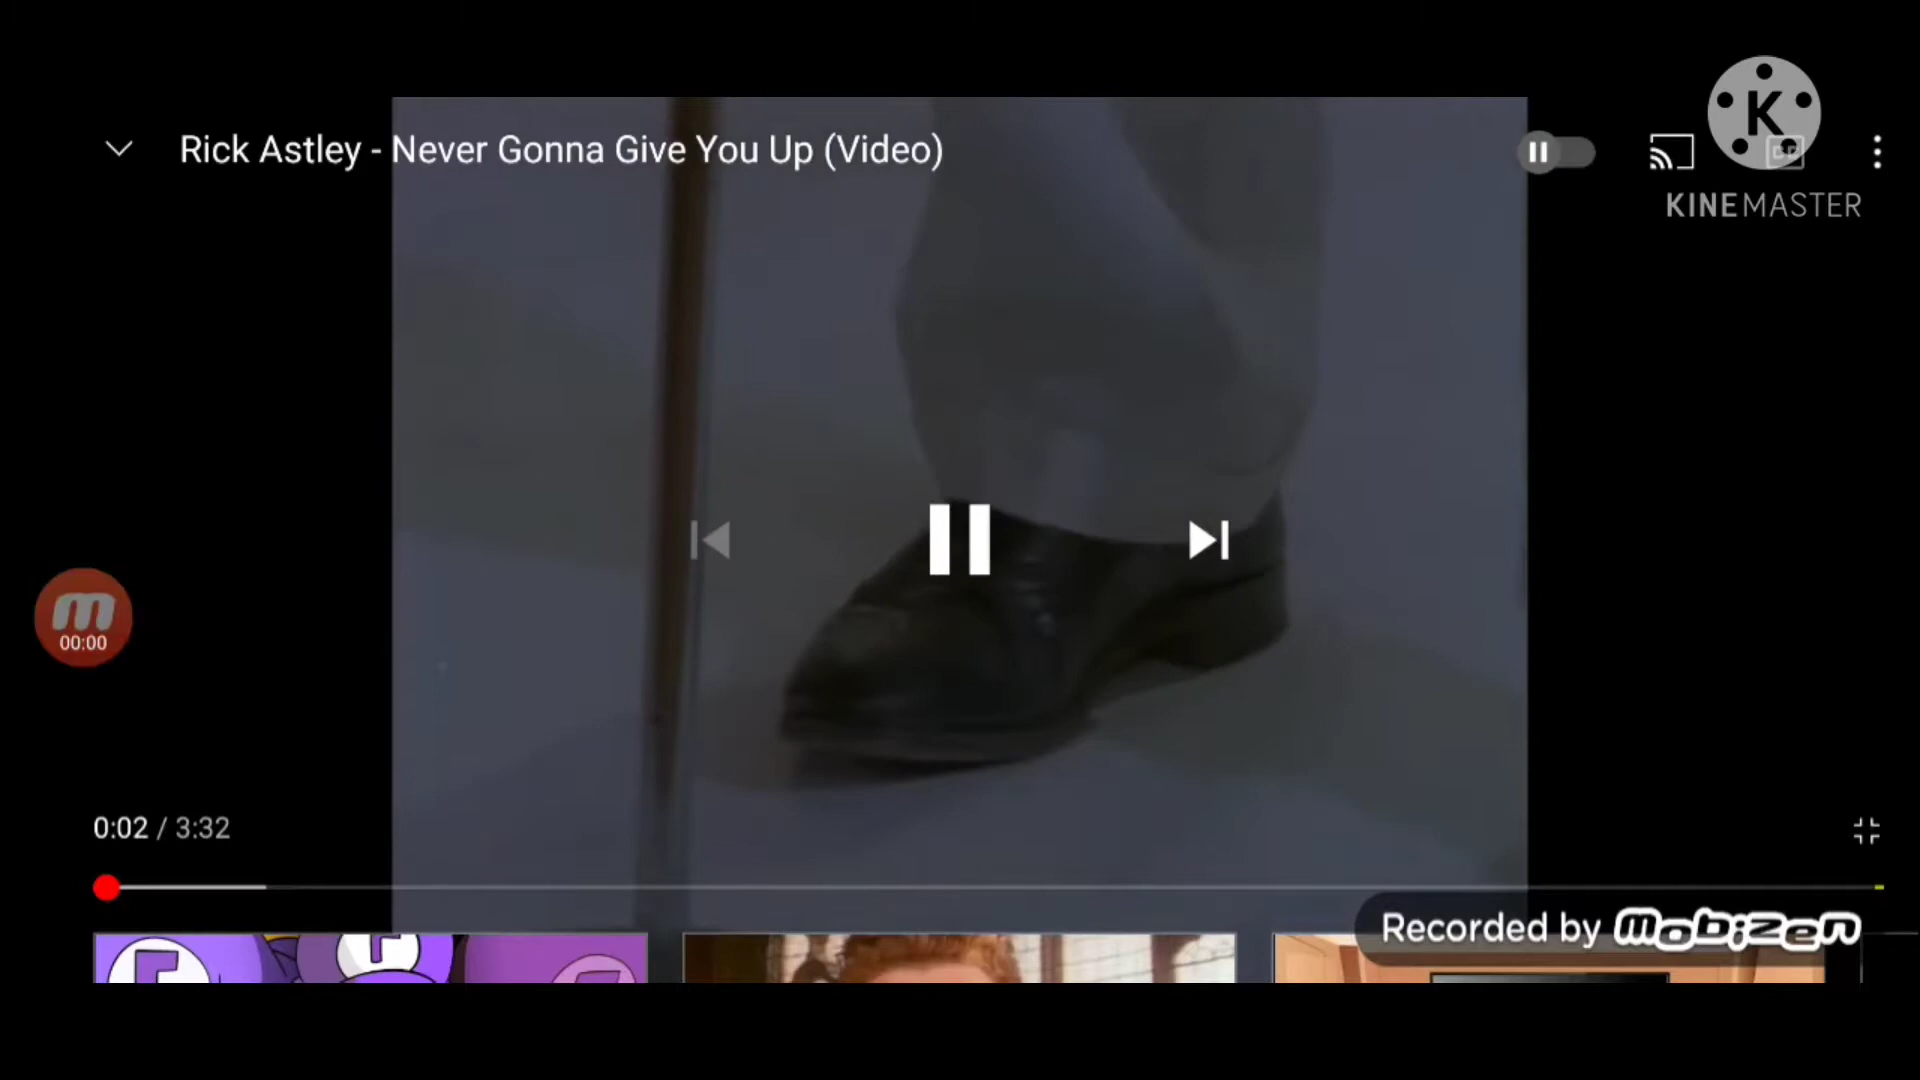 Rick Astley - Never Gonna Give You Up (Video)
K
KINEMASTER
m
00:00
0:02 / 3:32
Recorded by mobizen